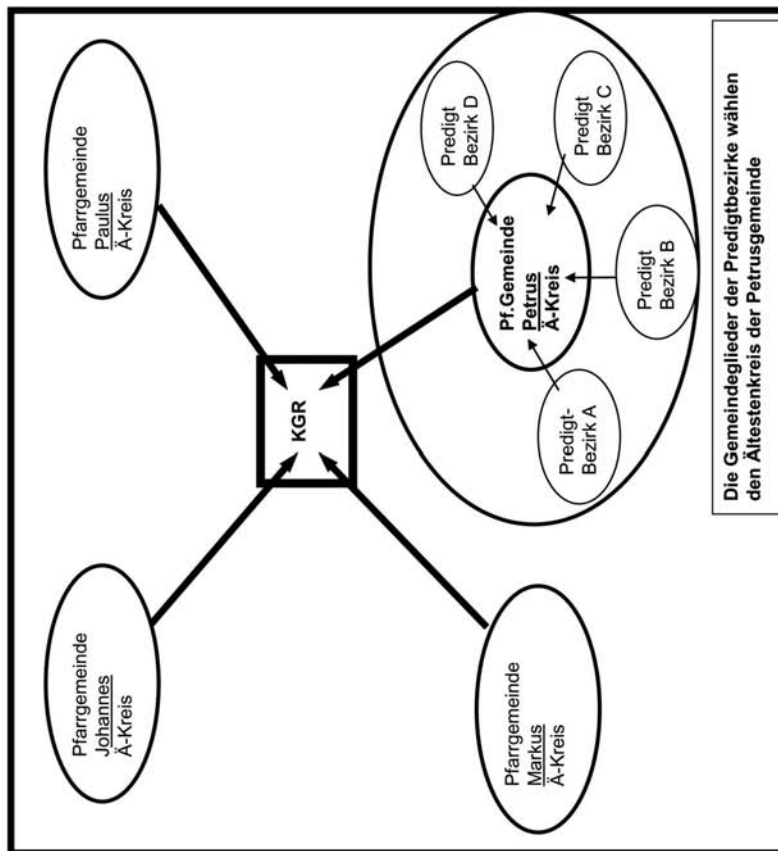 Pfarrgemeinde
Johannes
Ä-Kreis
Pfarrgemeinde
Paulus
Ä-Kreis
KGR
Pfarrgemeinde
Markus
Ä-Kreis
Pf.Gemeinde
Petrus
Ä-Kreis
Predigt-
Bezirk A
Predigt
Bezirk B
Predigt
Bezirk C
Predigt
Bezirk D
Die Gemeindeglieder der Predigtbezirke wählen
den Ältestenkreis der Petrusgemeinde